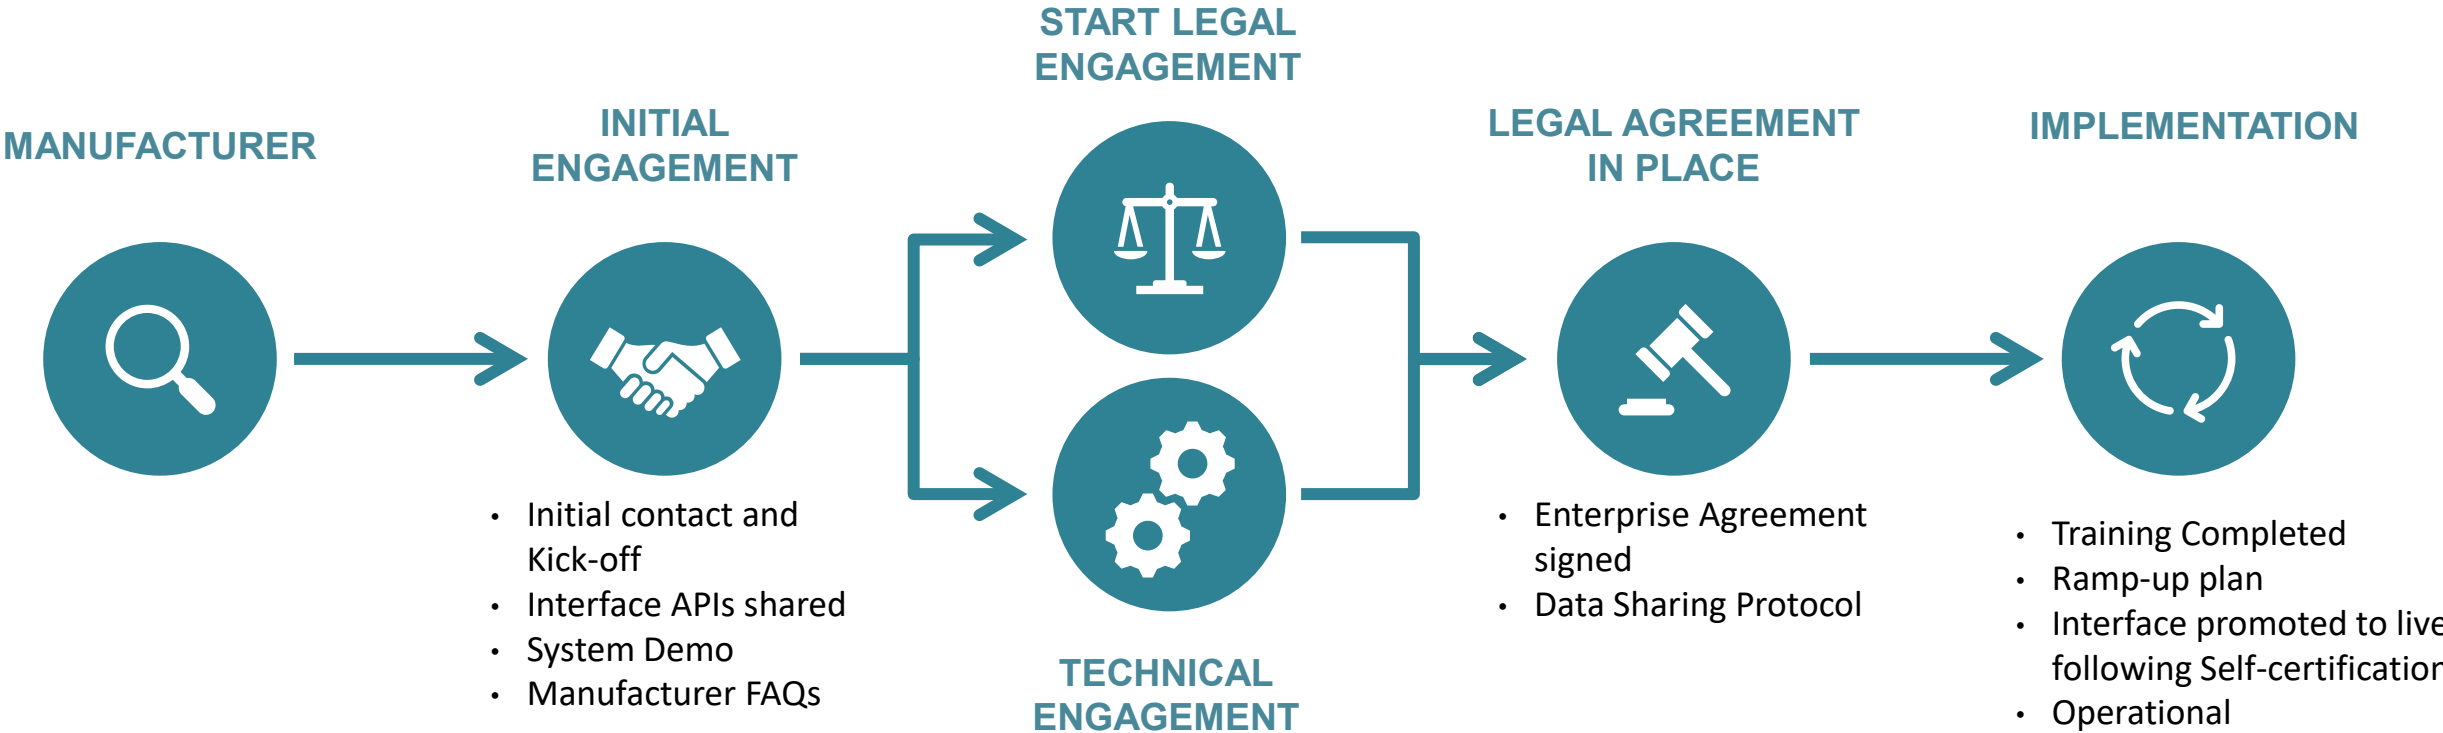 MANUFACTURER
INITIAL
ENGAGEMENT
• Initial contact and
Kick-off
• Interface APIs shared
• System Demo
• Manufacturer FAQs
START LEGAL
ENGAGEMENT
TECHNICAL
ENGAGEMENT
LEGAL AGREEMENT
IN PLACE
• Enterprise Agreement
signed
• Data Sharing Protocol
IMPLEMENTATION
• Training Completed
• Ramp-up plan
• Interface promoted to live
following Self-certification
• Operational